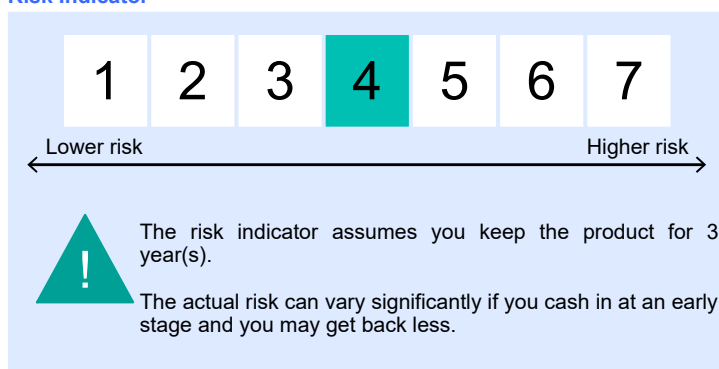 Risk Indicator
1 2 3 4 5 6 7
Lower risk Higher risk
!
The risk indicator assumes you keep the product for 3
year(s).
The actual risk can vary significantly if you cash in at an early
stage and you may get back less.